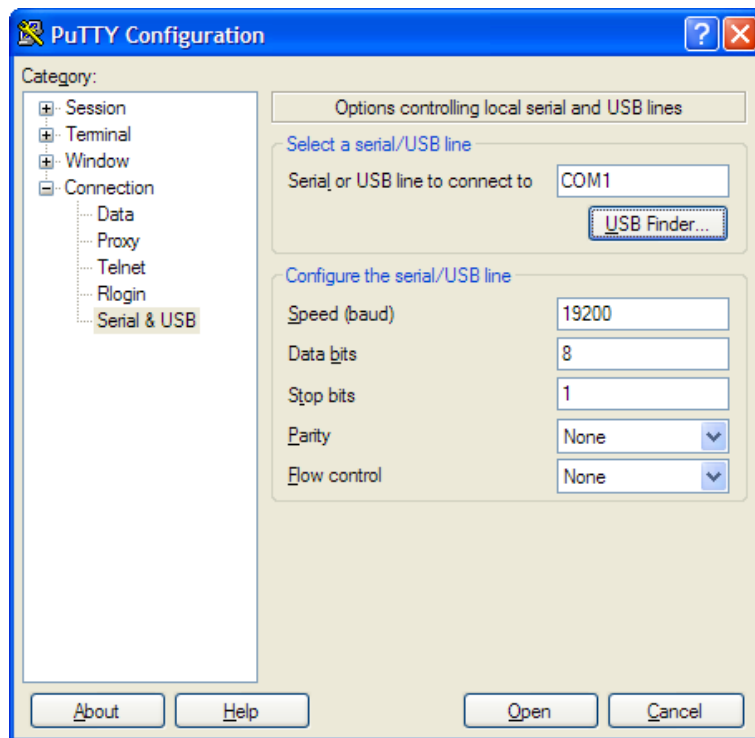 PuTTY Configuration
Category:
Session
Terminal
Window
Connection
Data
Proxy
Telnet
Rlogin
Serial & USB
Options controlling local serial and USB lines
Select a serial/USB line
Serial or USB line to connect to COM1
USB Finder...
Configure the serial/USB line
Speed (baud) 19200
Data bits 8
Stop bits 1
Parity None
Flow control None
About Help Open Cancel